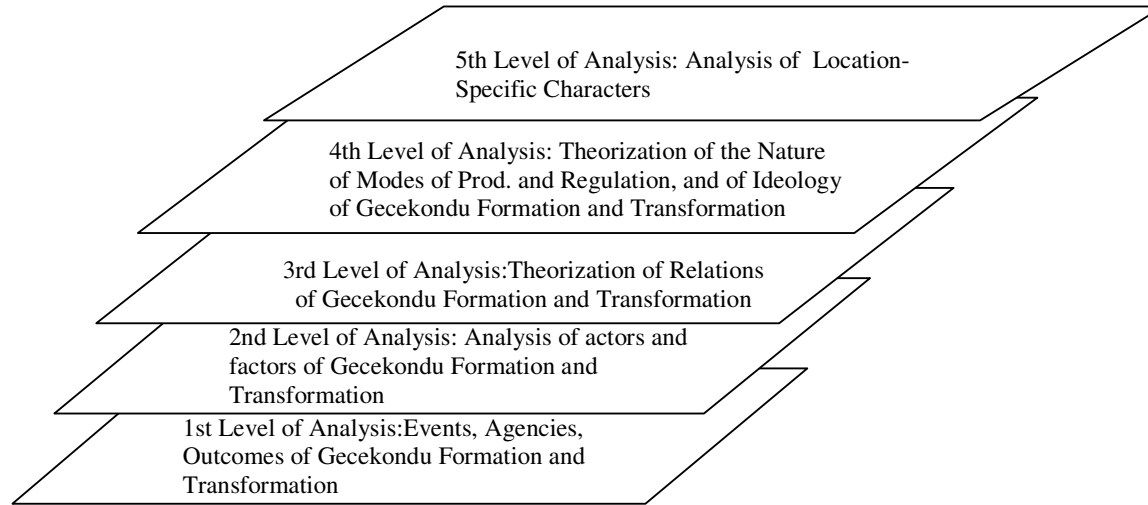 5th Level of Analysis: Analysis of Location-
Specific Characters
4th Level of Analysis: Theorization of the Nature
of Modes of Prod. and Regulation, and of Ideology
of Gecekondu Formation and Transformation
3rd Level of Analysis:Theorization of Relations
of Gecekondu Formation and Transformation
2nd Level of Analysis: Analysis of actors and
factors of Gecekondu Formation and
Transformation
1st Level of Analysis:Events, Agencies,
Outcomes of Gecekondu Formation and
Transformation